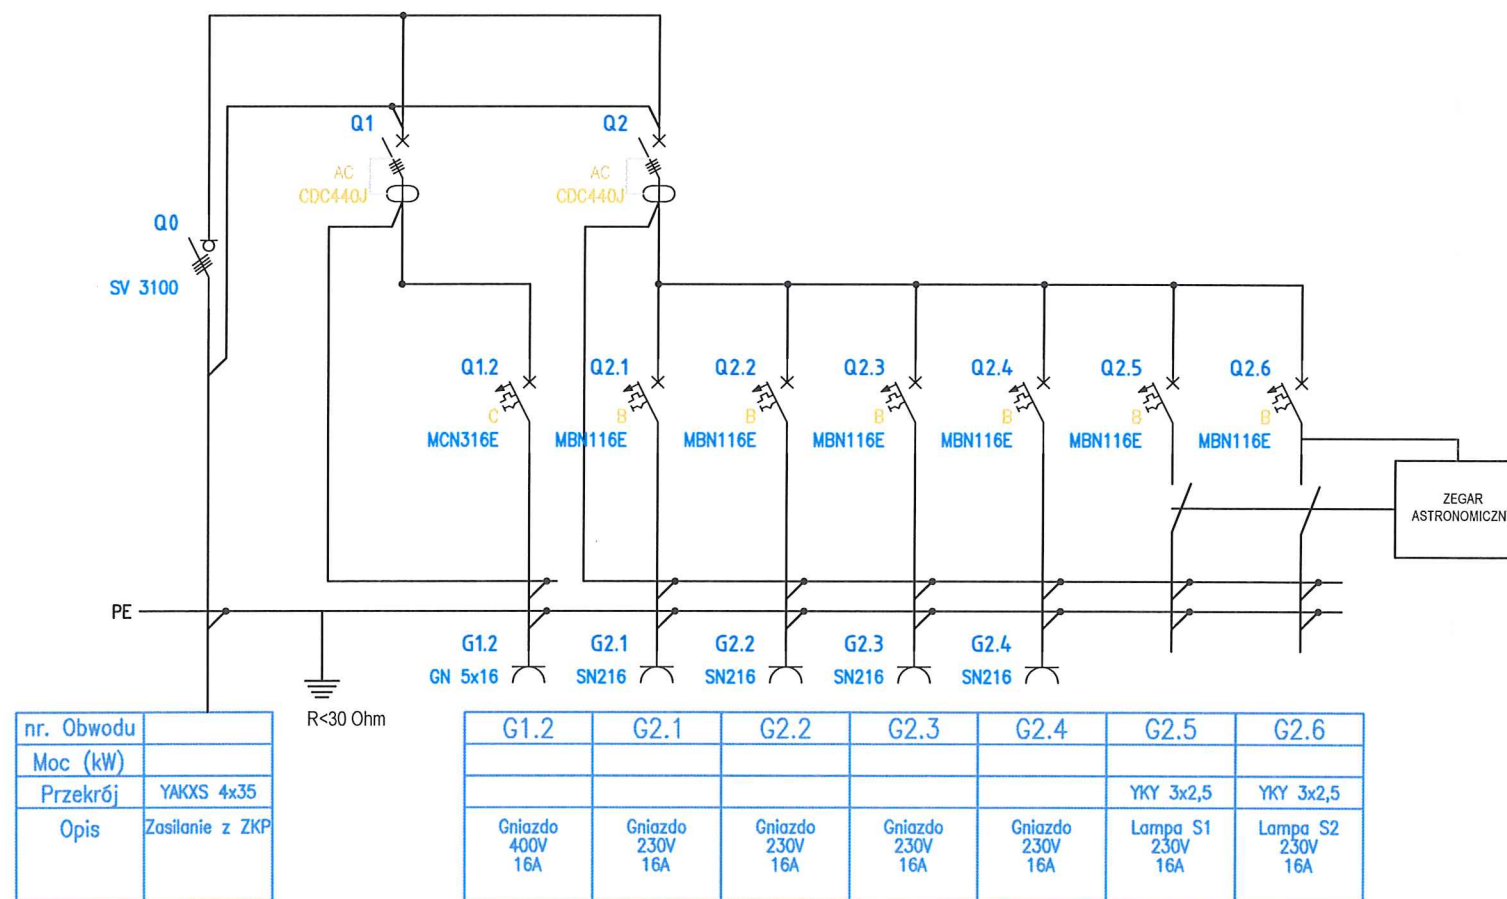 Q1
Q2
AC
CDC440J
AC
CDC440J
Q0
SV 3100
Q1.2
Q2.1
Q2.2
Q2.3
Q2.4
Q2.5
Q2.6
C
B
B
B
B
B
B
MCN316E
MBN116E
MBN116E
MBN116E
MBN116E
MBN116E
MBN116E
ZEGAR
ASTRONOMICZN
PE
G1.2
G2.1
G2.2
G2.3
G2.4
GN 5x16
SN216
SN216
SN216
SN216
R<30 Ohm
nr. Obwodu
Moc (kW)
Przekrój YAKXS 4x35
Opis Zasilanie z ZKP
G1.2 G2.1 G2.2 G2.3 G2.4 G2.5 G2.6
YKY 3x2,5 YKY 3x2,5
Gniazdo Gniazdo Gniazdo Gniazdo Gniazdo Lampa S1 Lampa S2
400V 230V 230V 230V 230V 230V 230V
16A 16A 16A 16A 16A 16A 16A